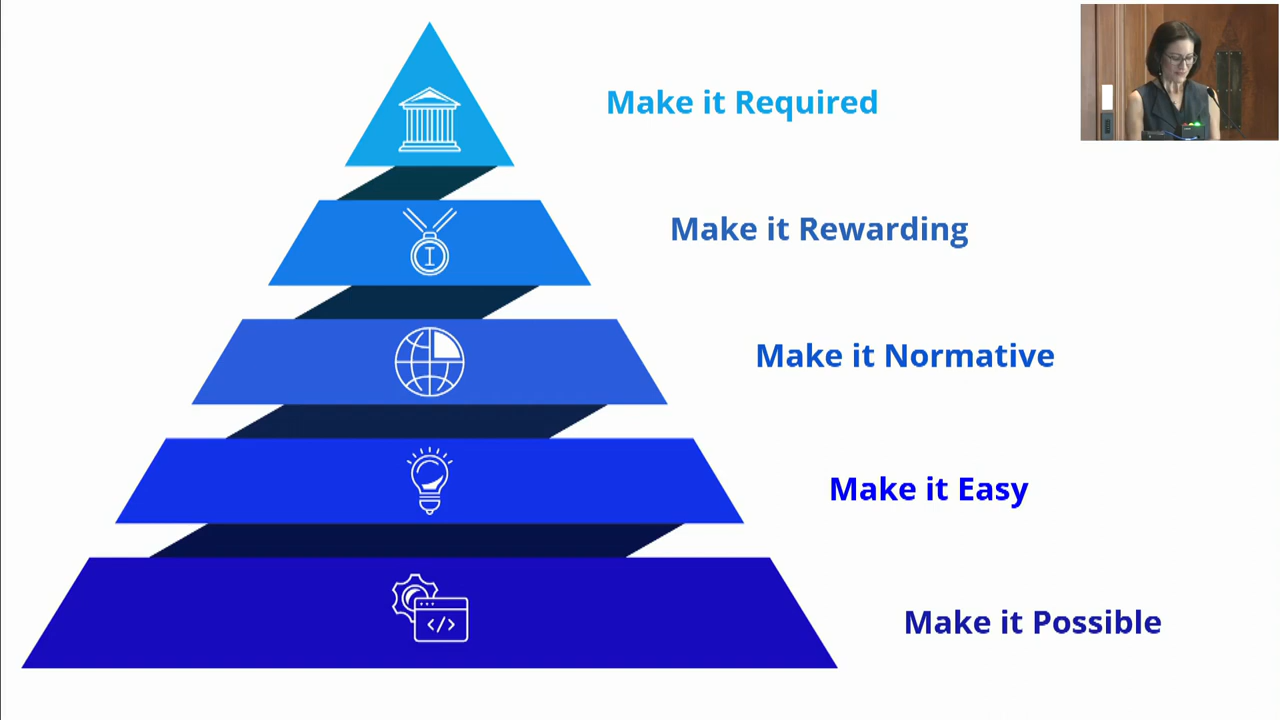 Make it Required
Make it Rewarding
Make it Normative
Make it Easy
</>
Make it Possible